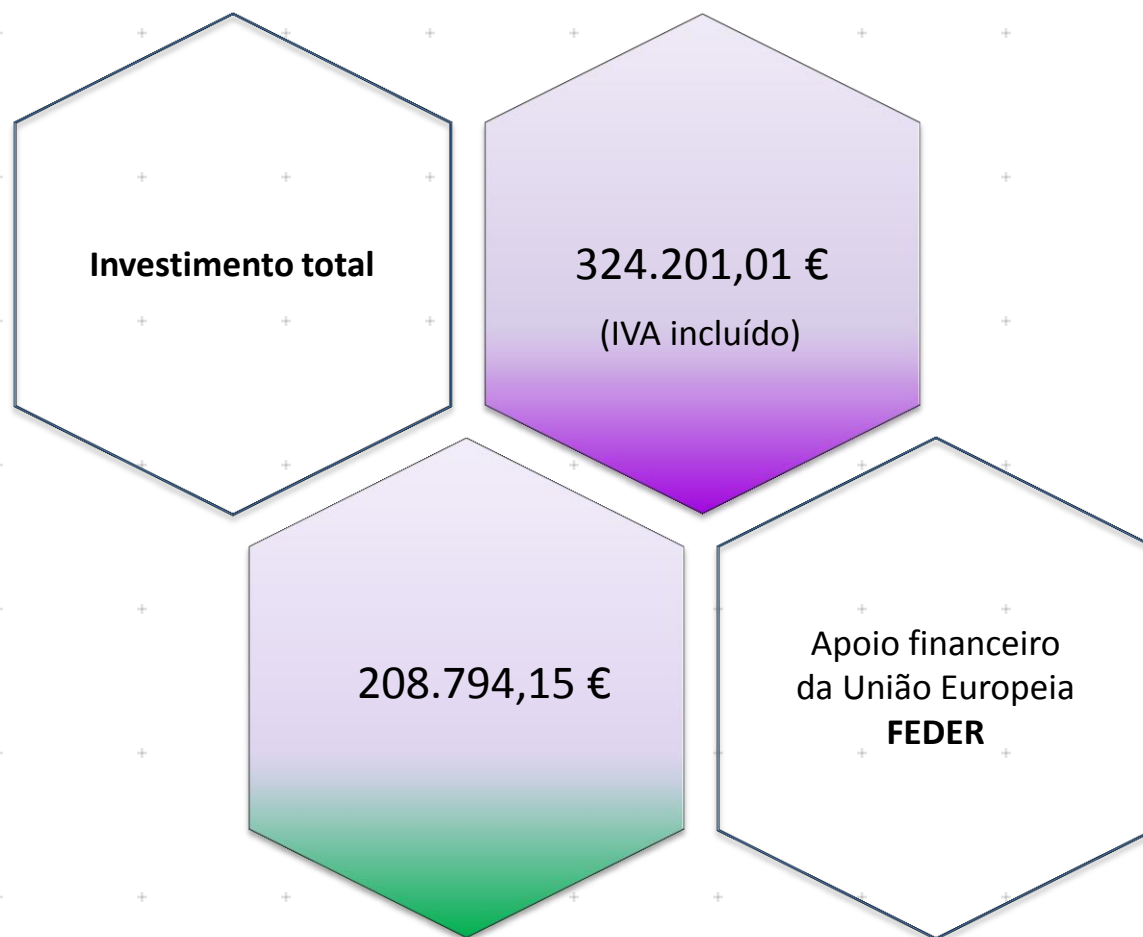 Investimento total
324.201,01 €
(IVA incluído)
208.794,15 €
Apoio financeiro
da União Europeia
FEDER